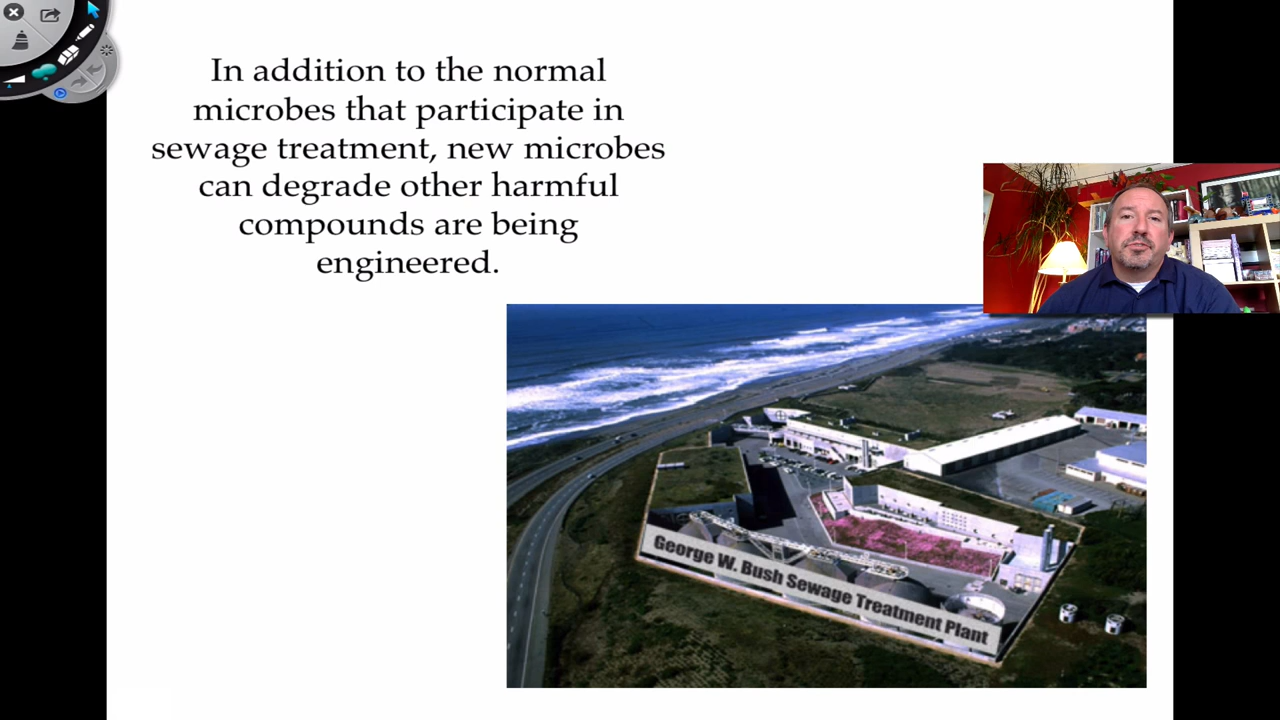 In addition to the normal
microbes that participate in
sewage treatment, new microbes
can degrade other harmful
compounds are being
engineered.
George W. Bush Sewage Treatment Plant